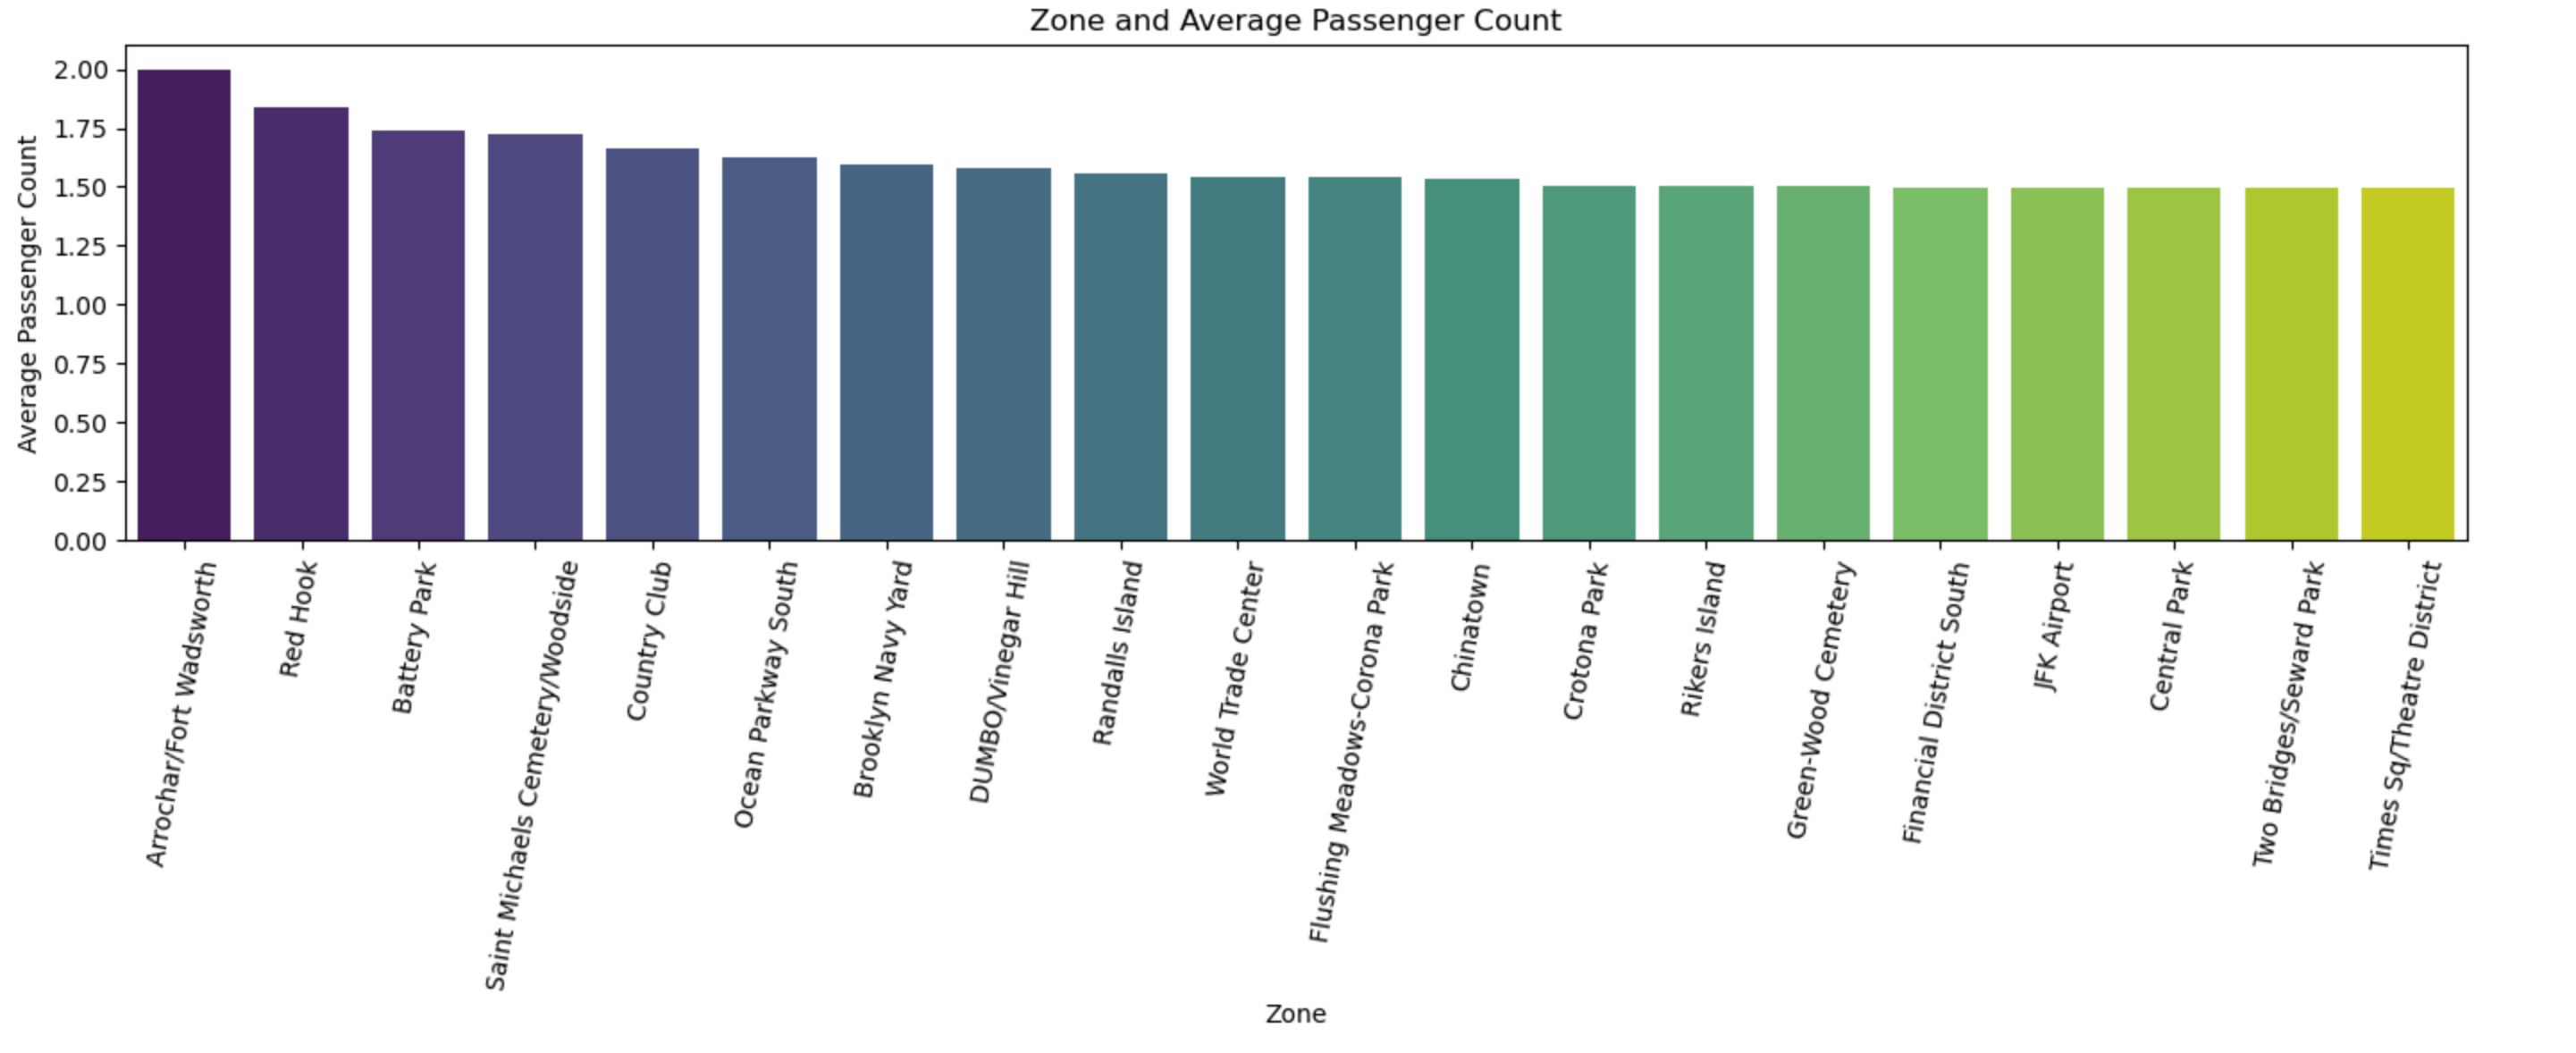 Zone and Average Passenger Count
Average Passenger Count
2.00
1.75
1.50
1.25
1.00
0.75
0.50
0.25
0.00
Arrochar/Fort Wadsworth
Red Hook
Battery Park
Saint Michaels Cemetery/Woodside
Country Club
Ocean Parkway South
Brooklyn Navy Yard
DUMBO/Vinegar Hill
Randalls Island
World Trade Center
Flushing Meadows-Corona Park
Chinatown
Crotona Park
Rikers Island
Green-Wood Cemetery
Financial District South
JFK Airport
Central Park
Two Bridges/Seward Park
Times Sq/Theatre District
Zone